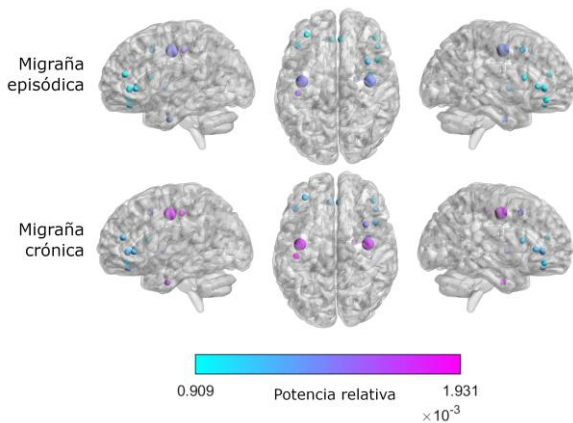 Migraña
episódica
Migraña
crónica
0.909 Potencia relativa 1.931
×10⁻³